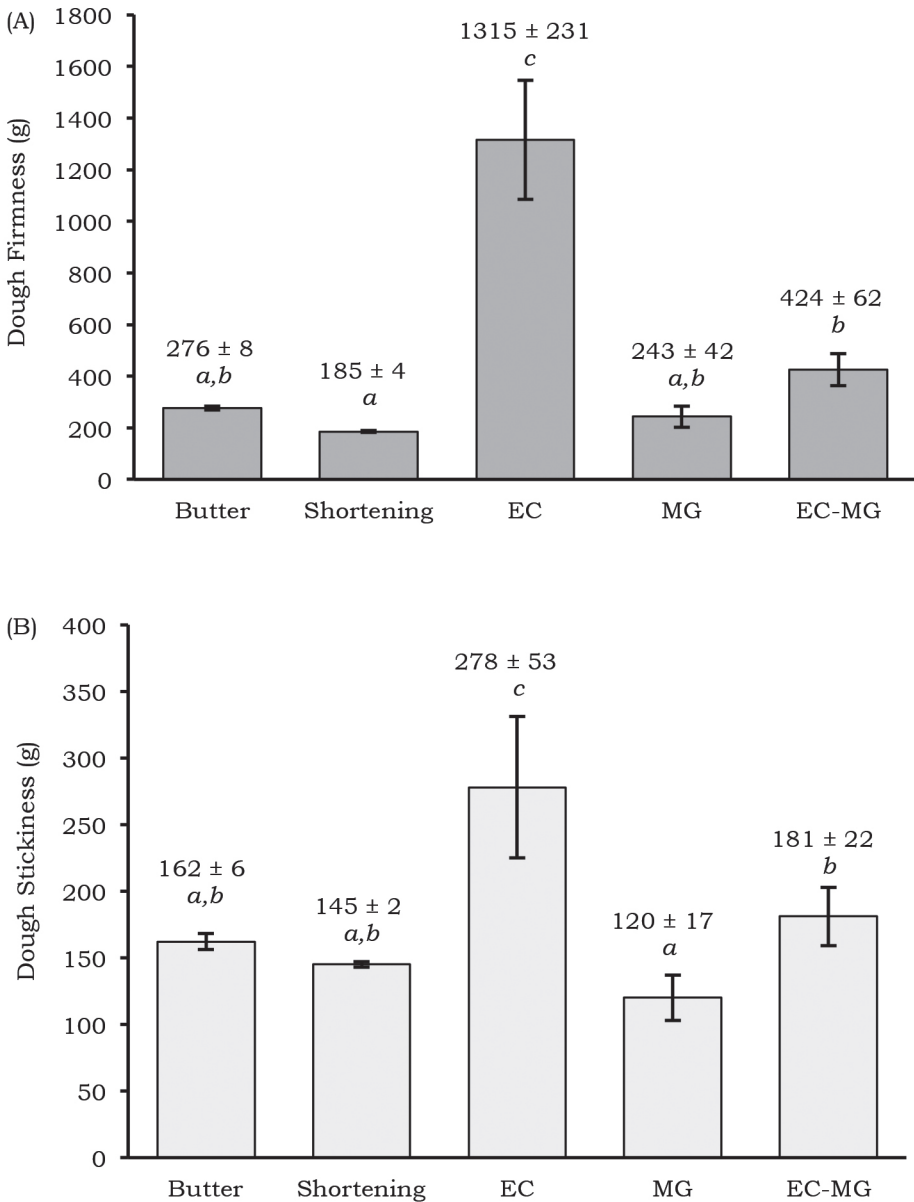 (A)
Dough Firmness (g)
1800
1600
1400
1200
1000
800
600
400
200
0
276 ± 8
a,b
185 ± 4
a
1315 ± 231
c
243 ± 42
a,b
424 ± 62
b
Butter Shortening EC MG EC-MG
(B)
Dough Stickiness (g)
400
350
300
250
200
150
100
50
0
162 ± 6
a,b
145 ± 2
a,b
278 ± 53
c
120 ± 17
a
181 ± 22
b
Butter Shortening EC MG EC-MG